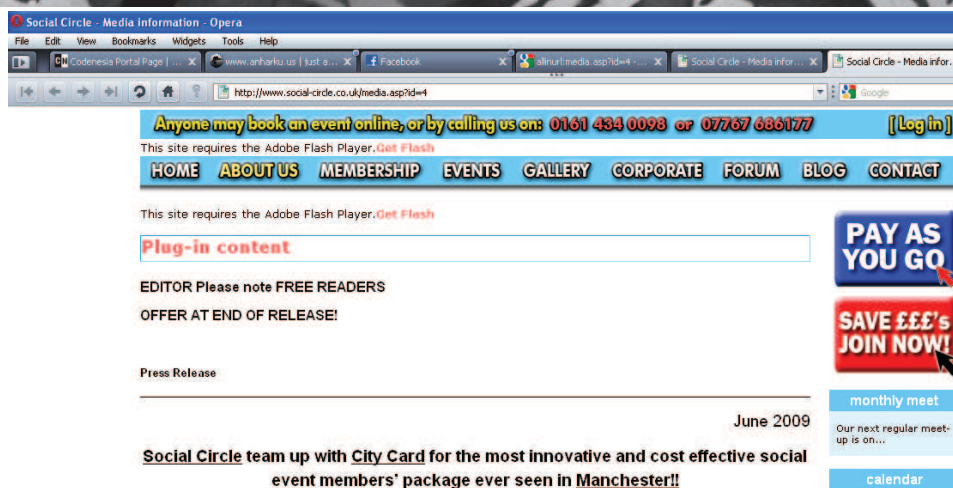 Social Circle - Media information - Opera
File Edit View Bookmarks Widgets Tools Help
Codenesia Portal Page | ... X www.anharku.us | just a... X Facebook X allinurl:media.asp?id=4 - ... X Social Circle - Media infor... X Social Circle - Media infor...
http://www.social-circle.co.uk/media.asp?id=4 Google
Anyone may book an event online, or by calling us on: 0161 434 0098 or 07767 686177 [Log in]
This site requires the Adobe Flash Player.Get Flash
HOME ABOUT US MEMBERSHIP EVENTS GALLERY CORPORATE FORUM BLOG CONTACT
This site requires the Adobe Flash Player.Get Flash
Plug-in content
PAY AS
YOU GO
EDITOR Please note FREE READERS
OFFER AT END OF RELEASE!
SAVE £££'s
JOIN NOW!
Press Release
monthly meet
June 2009
Our next regular meet-
up is on...
Social Circle team up with City Card for the most innovative and cost effective social
event members' package ever seen in Manchester!!
calendar